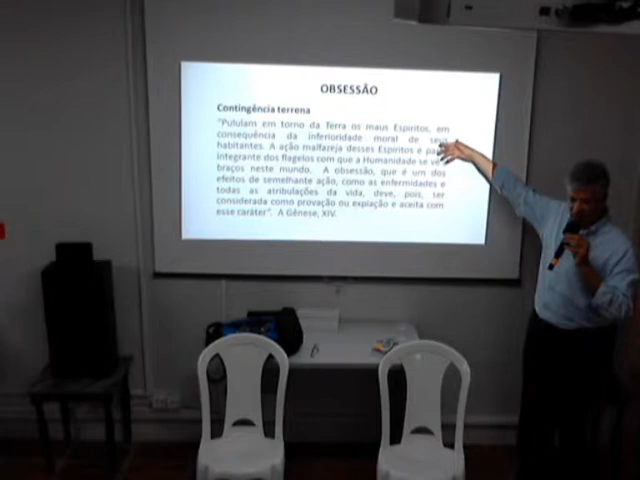 OBSESSÃO
Contingência terrena
"Pululam em torno da Terra os maus Espíritos, em
consequência da inferioridade moral de seus
habitantes. A ação malfazeja desses Espíritos é
integrante dos flagelos com que a Humanidade se vê
braços neste mundo. A obsessão, que é um dos
efeitos de semelhante ação, como as enfermidades e
todas as atribulações da vida, deve, pois, ser
considerada como provação ou expiação e aceita com
esse caráter". A Gênese, XIV.